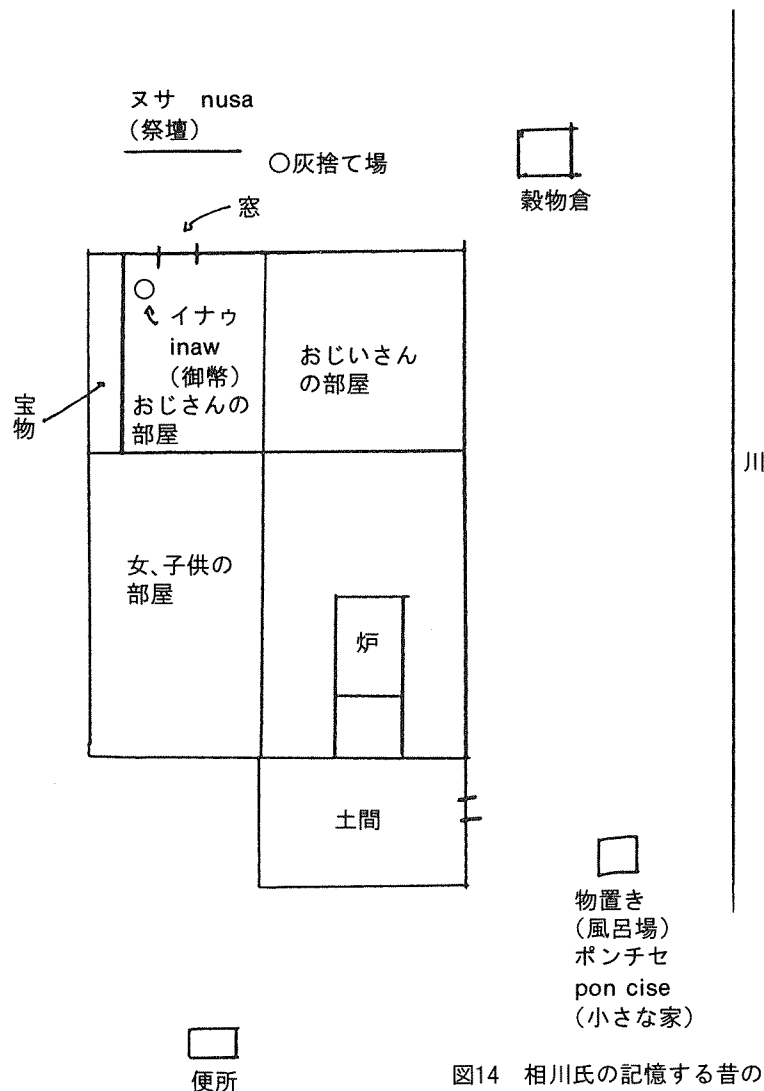 ヌサ nusa
（祭壇）
○灰捨て場
穀物倉
窓
イナゥ
inaw
（御幣）
おじさんの
部屋
おじいさん
の部屋
宝物
川
女、子供の
部屋
炉
土間
物置き
（風呂場）
ポンチセ
pon cise
（小さな家）
便所
図14 相川氏の記憶する昔の